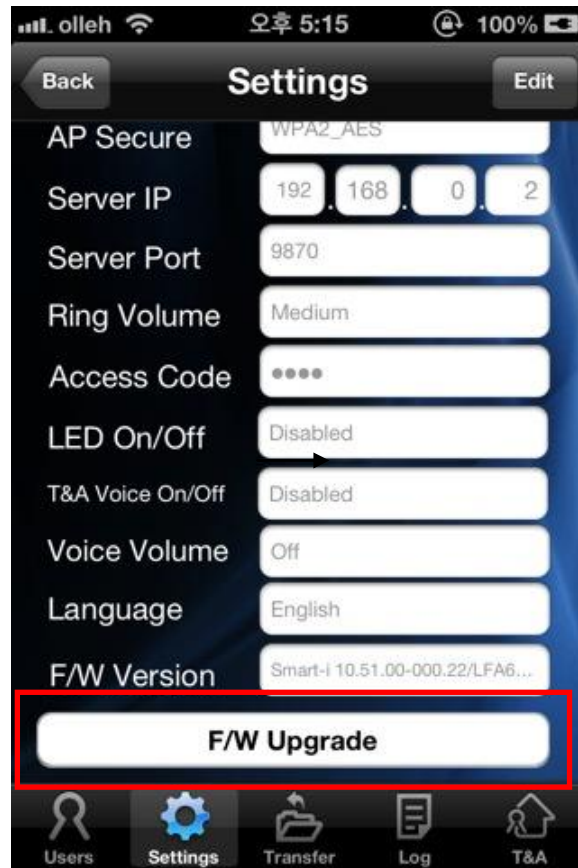 olleh 오후 5:15 100%
Back Settings Edit
AP Secure WPA2_AES
Server IP 192 . 168 . 0 . 2
Server Port 9870
Ring Volume Medium
Access Code ●●●●
LED On/Off Disabled
T&A Voice On/Off Disabled
Voice Volume Off
Language English
F/W Version Smart-i 10.51.00-000.22/LFA6...
F/W Upgrade
Users Settings Transfer Log T&A